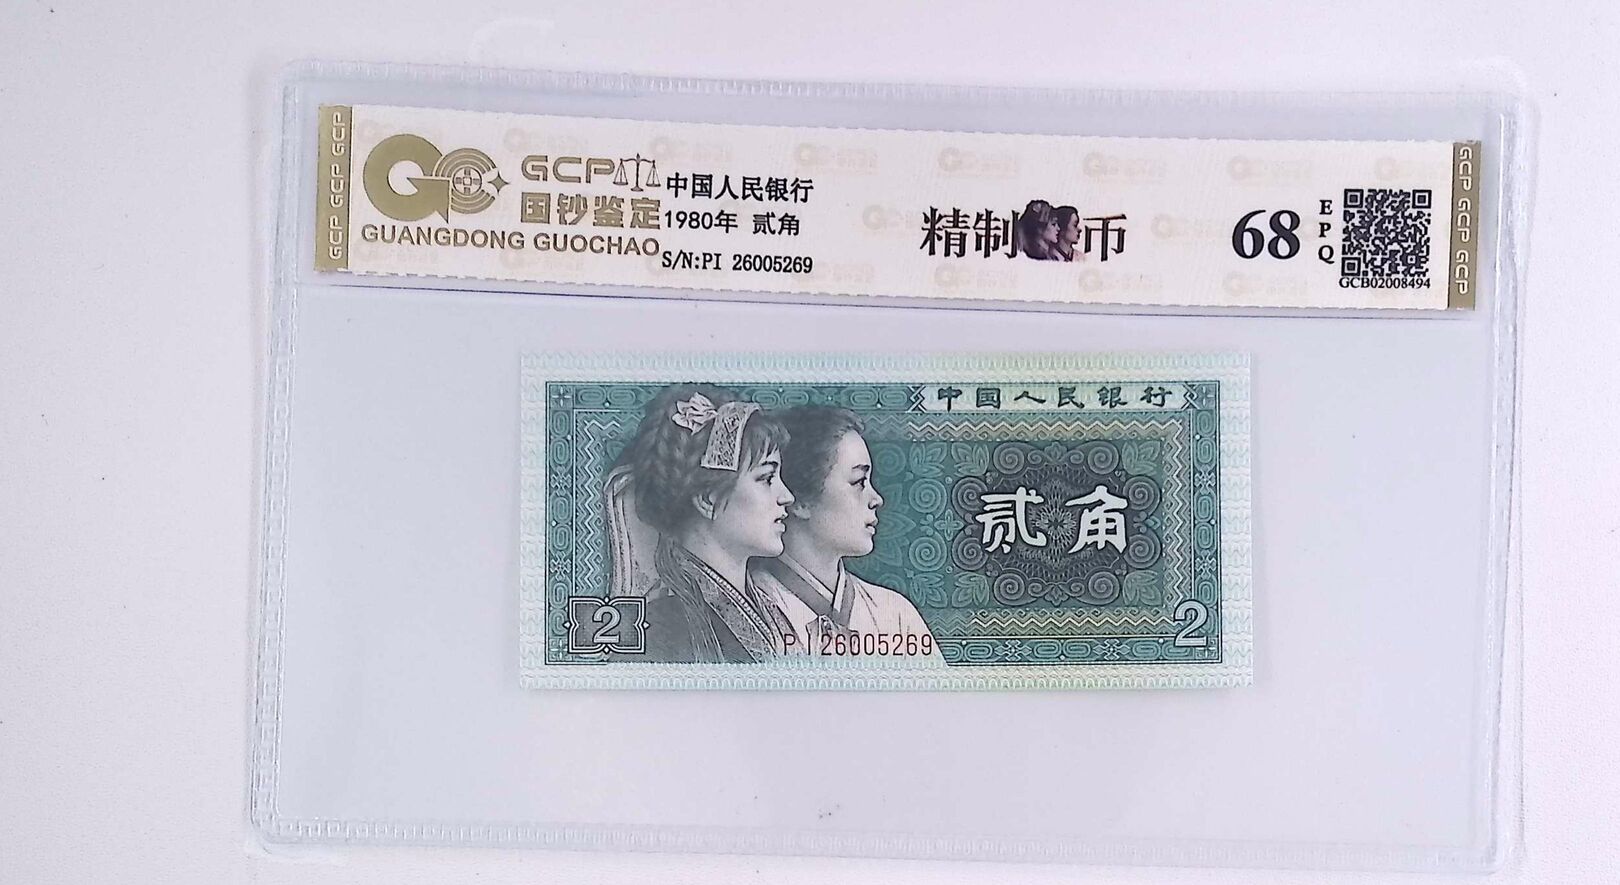 GCP GCP GCP
GCP
国钞鉴定
GUANGDONG GUOCHAO
中国人民银行
1980年 贰角
S/N:PI 26005269
精制币
68
EPQ
GCB02008494
GCP GCP GCP
中国人民银行
贰角
2
PI26005269
2